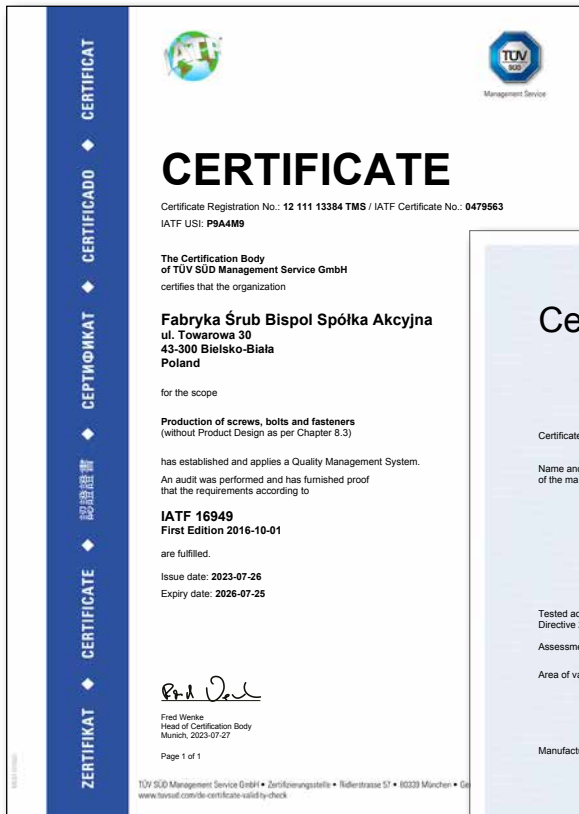 ZERTIFIKAT ◆ CERTIFICATE ◆ 認證證書 ◆ СЕРТИФИКАТ ◆ CERTIFICADO ◆ CERTIFICAT
IATF
TÜV
SÜD
Management Service
CERTIFICATE
Certificate Registration No.: 12 111 13384 TMS / IATF Certificate No.: 0479563
IATF USI: P9A4M9
The Certification Body
of TÜV SÜD Management Service GmbH
certifies that the organization
Fabryka Śrub Bispol Spółka Akcyjna
ul. Towarowa 30
43-300 Bielsko-Biała
Poland
for the scope
Production of screws, bolts and fasteners
(without Product Design as per Chapter 8.3)
has established and applies a Quality Management System.
An audit was performed and has furnished proof
that the requirements according to
IATF 16949
First Edition 2016-10-01
are fulfilled.
Issue date: 2023-07-26
Expiry date: 2026-07-25
Fred Wenke
Head of Certification Body
Munich, 2023-07-27
Page 1 of 1
TÜV SÜD Management Service GmbH • Zertifizierungsstelle • Ridlerstrasse 57 • 80339 München • Ge
www.tuvsud.com/de-certificate-validity-check
Ce
Certificate
Name and
of the ma
Tested ac
Directive
Assessme
Area of va
Manufactu